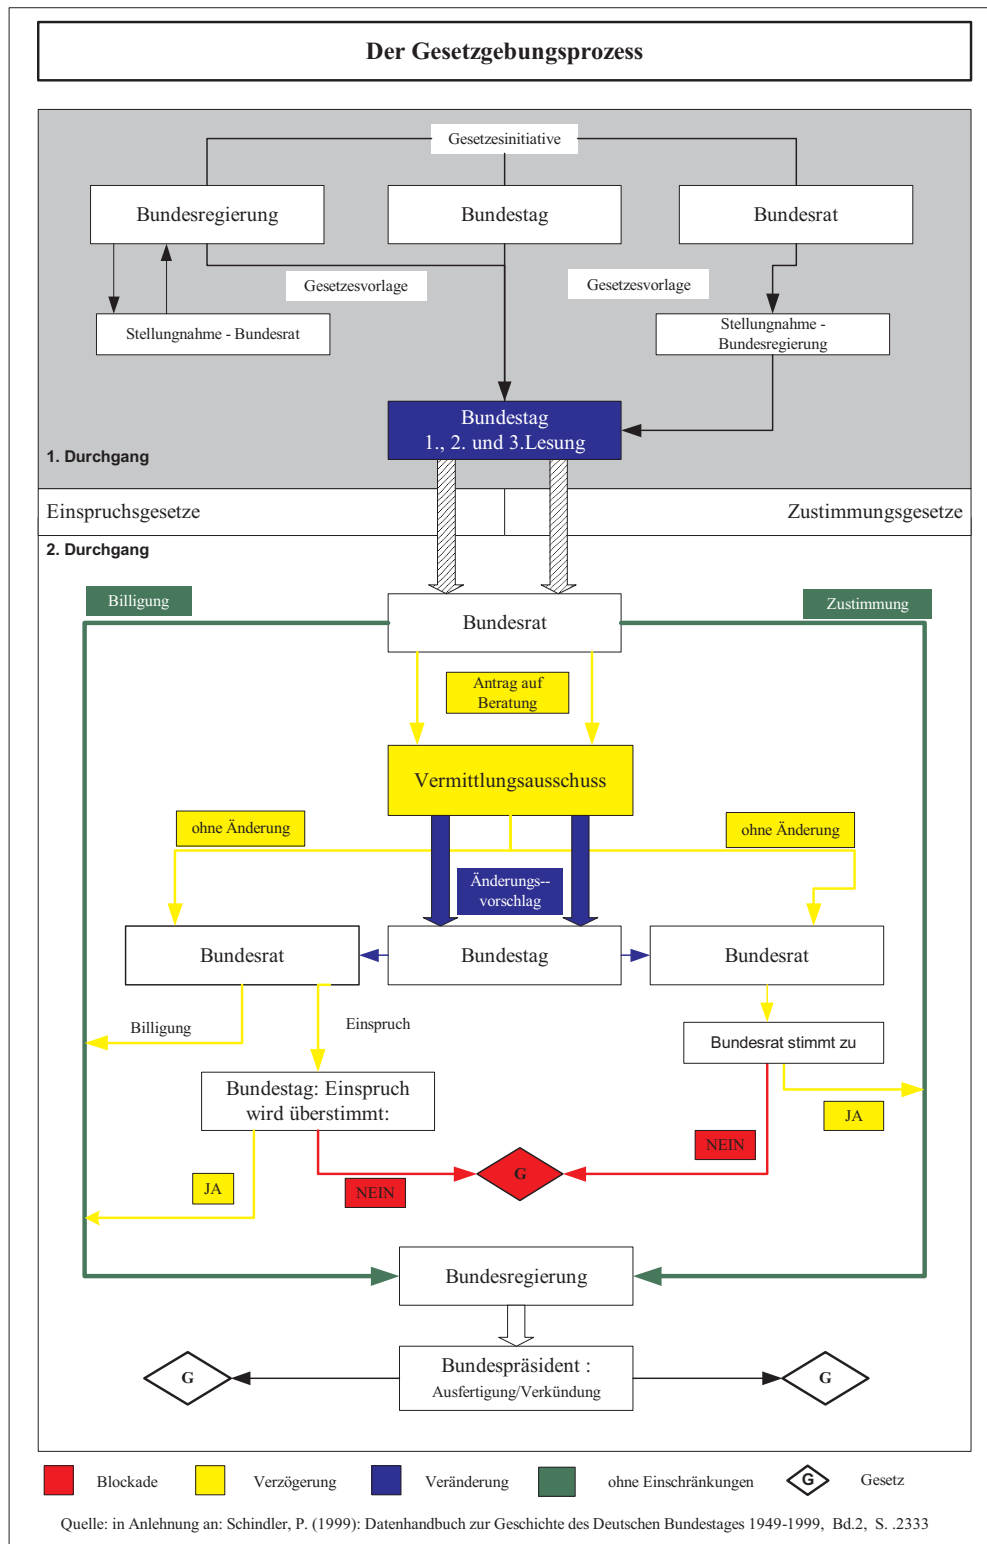 Der Gesetzgebungsprozess
Gesetzesinitiative
Bundesregierung
Bundestag
Bundesrat
Gesetzesvorlage
Gesetzesvorlage
Stellungnahme - Bundesrat
Stellungnahme -
Bundesregierung
Bundestag
1., 2. und 3.Lesung
1. Durchgang
Einspruchsgesetze
Zustimmungsgesetze
2. Durchgang
Billigung
Zustimmung
Bundesrat
Antrag auf
Beratung
Vermittlungsausschuss
ohne Änderung
ohne Änderung
Änderungs--
vorschlag
Bundesrat
Bundestag
Bundesrat
Billigung
Einspruch
Bundesrat stimmt zu
Bundestag: Einspruch
wird überstimmt:
JA
NEIN
G
JA
NEIN
Bundesregierung
Bundespräsident :
Ausfertigung/Verkündung
G
G
Blockade
Verzögerung
Veränderung
ohne Einschränkungen
G
Gesetz
Quelle: in Anlehnung an: Schindler, P. (1999): Datenhandbuch zur Geschichte des Deutschen Bundestages 1949-1999, Bd.2, S. .2333